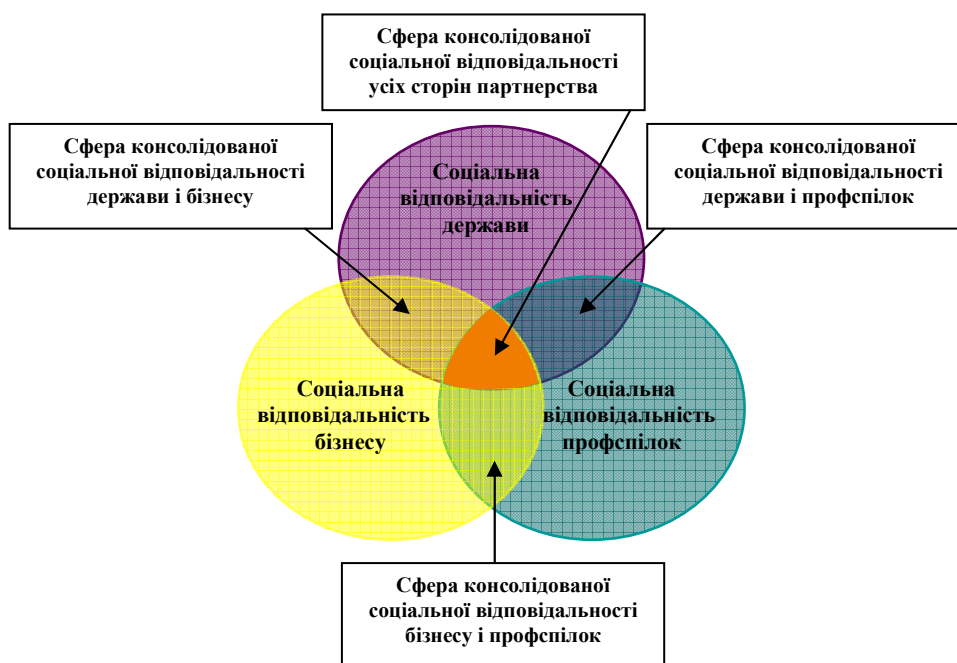 Сфера консолідованої
соціальної відповідальності
усіх сторін партнерства
Сфера консолідованої
соціальної відповідальності
держави і бізнесу
Сфера консолідованої
соціальної відповідальності
держави і профспілок
Соціальна
відповідальність
держави
Соціальна
відповідальність
бізнесу
Соціальна
відповідальність
профспілок
Сфера консолідованої
соціальної відповідальності
бізнесу і профспілок